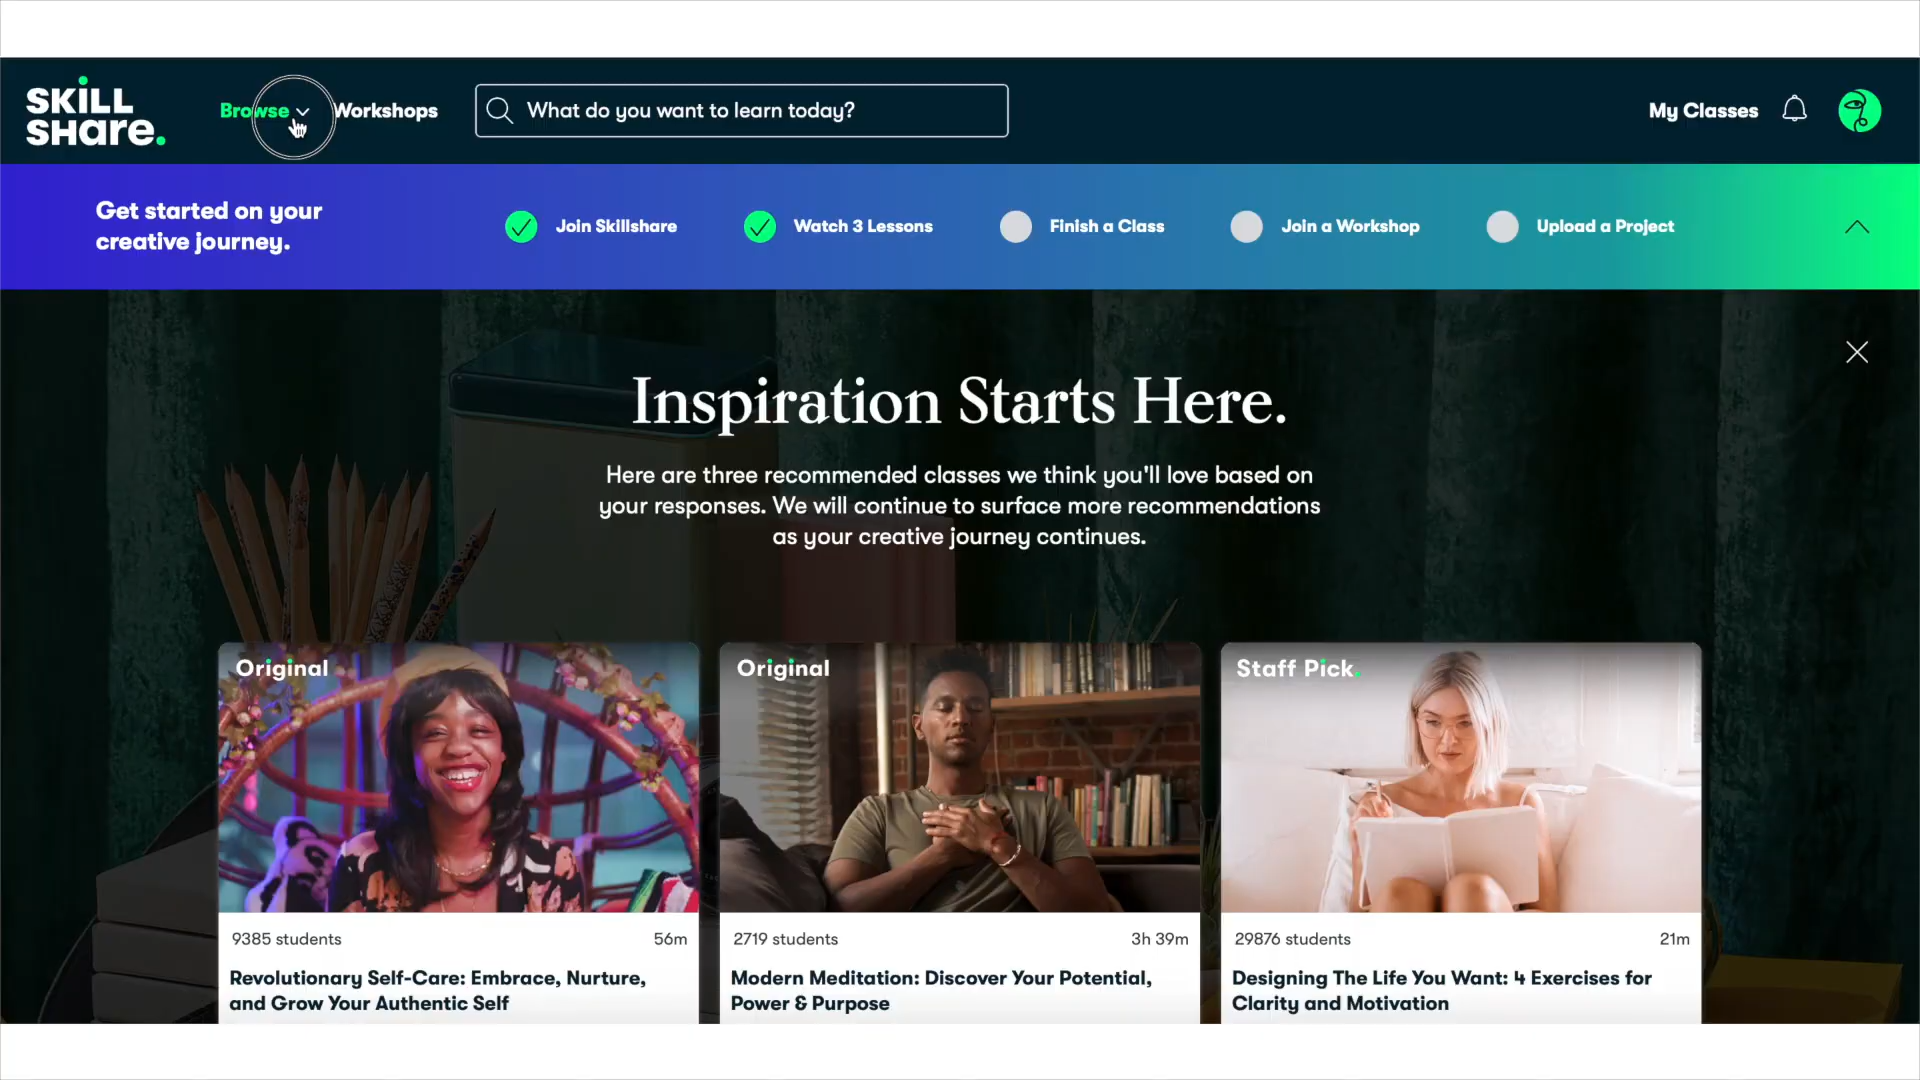 SKILL
SHare.
Browse
Workshops
What do you want to learn today?
My Classes
Get started on your
creative journey.
Join Skillshare
Watch 3 Lessons
Finish a Class
Join a Workshop
Upload a Project
Inspiration Starts Here.
Here are three recommended classes we think you'll love based on
your responses. We will continue to surface more recommendations
as your creative journey continues.
Original
Original
Staff Pick.
9385 students
56m
Revolutionary Self-Care: Embrace, Nurture,
and Grow Your Authentic Self
2719 students
3h 39m
Modern Meditation: Discover Your Potential,
Power & Purpose
29876 students
21m
Designing The Life You Want: 4 Exercises for
Clarity and Motivation